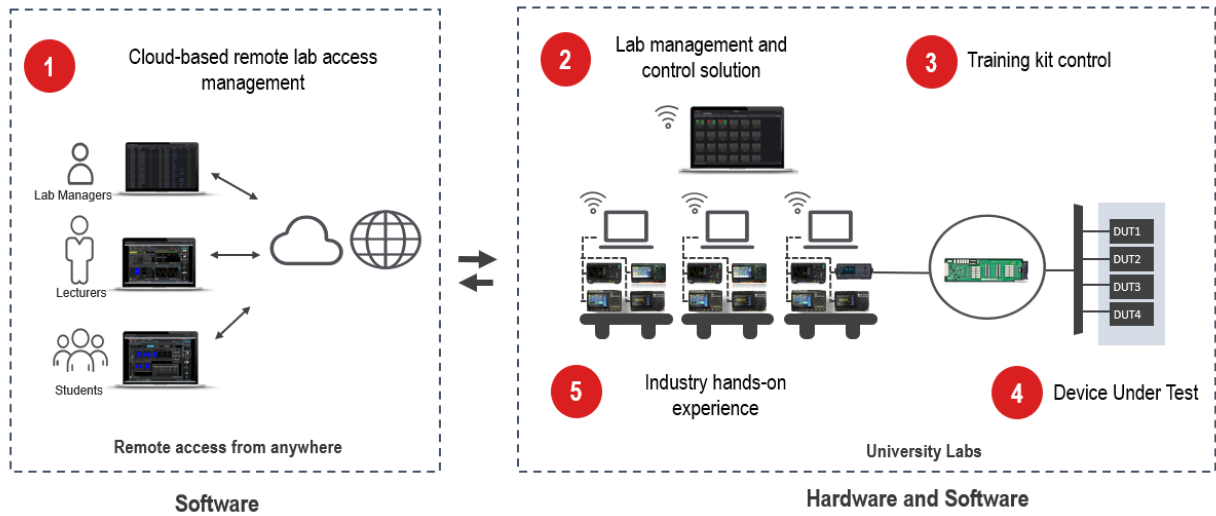 1
Cloud-based remote lab access
management
Lab Managers
Lecturers
Students
Remote access from anywhere
Software
2
Lab management and
control solution
3
Training kit control
DUT1
DUT2
DUT3
DUT4
5
Industry hands-on
experience
4
Device Under Test
University Labs
Hardware and Software